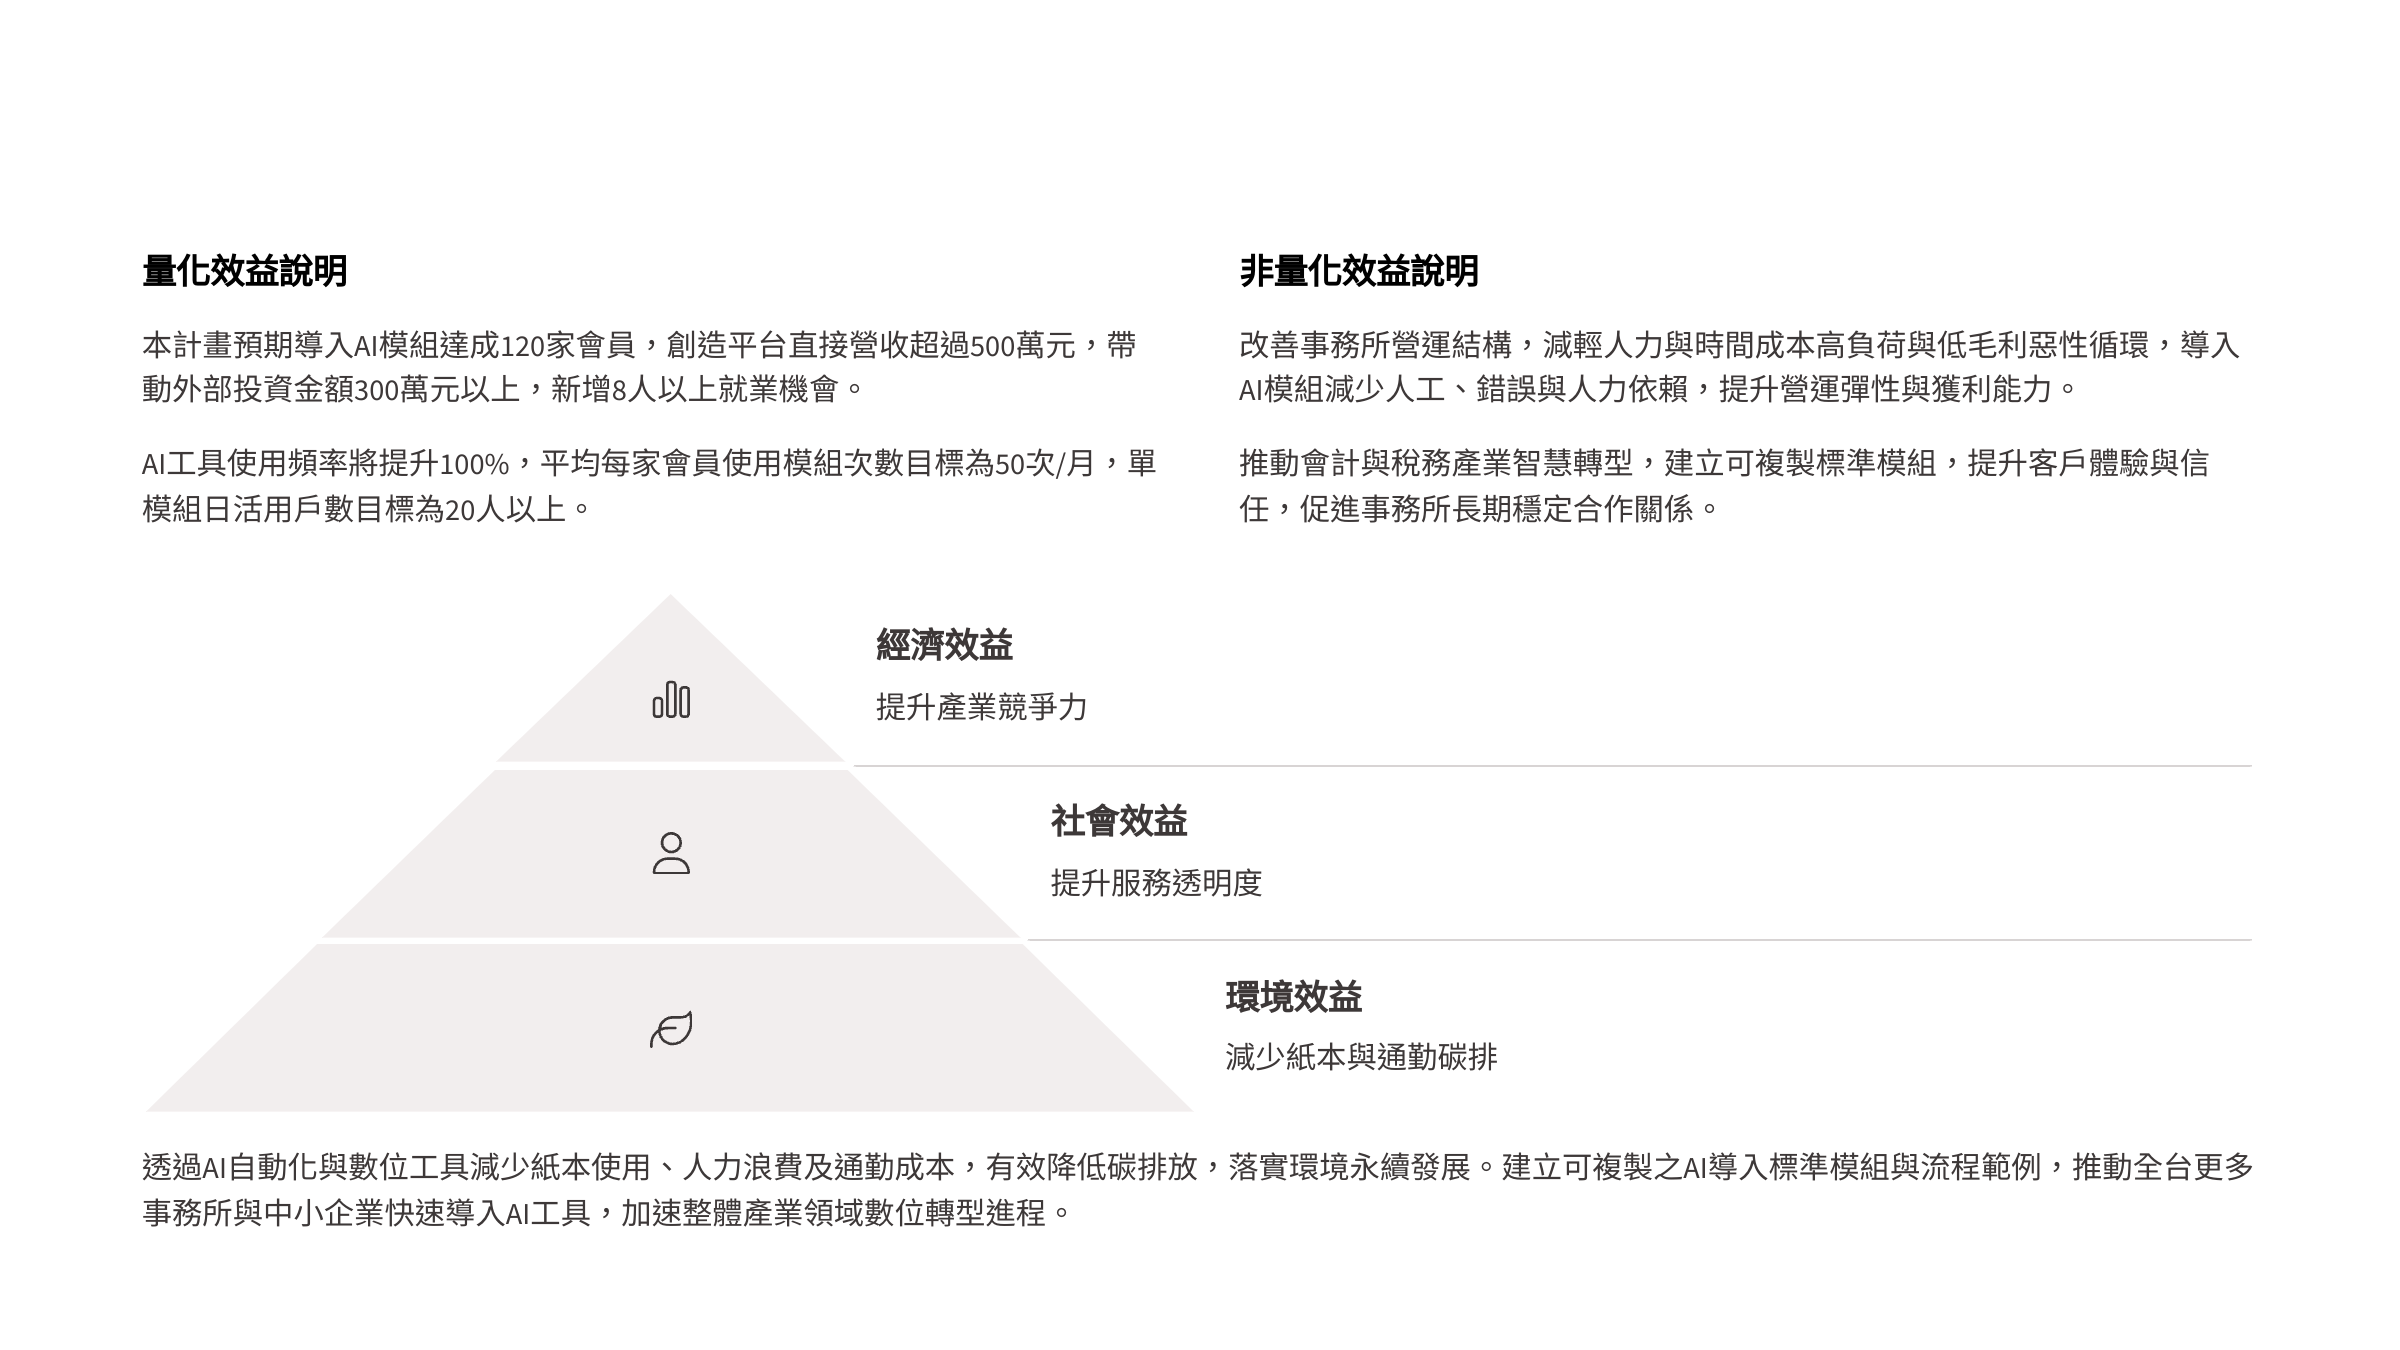 量化效益說明
本計畫預期導入AI模組達成120家會員，創造平台直接營收超過500萬元，帶
動外部投資金額300萬元以上，新增8人以上就業機會。
AI工具使用頻率將提升100%，平均每家會員使用模組次數目標為50次/月，單
模組日活用戶數目標為20人以上。
非量化效益說明
改善事務所營運結構，減輕人力與時間成本高負荷與低毛利惡性循環，導入
AI模組減少人工、錯誤與人力依賴，提升營運彈性與獲利能力。
推動會計與稅務產業智慧轉型，建立可複製標準模組，提升客戶體驗與信
任，促進事務所長期穩定合作關係。
經濟效益
提升產業競爭力
社會效益
提升服務透明度
環境效益
減少紙本與通勤碳排
透過AI自動化與數位工具減少紙本使用、人力浪費及通勤成本，有效降低碳排放，落實環境永續發展。建立可複製之AI導入標準模組與流程範例，推動全台更多
事務所與中小企業快速導入AI工具，加速整體產業領域數位轉型進程。